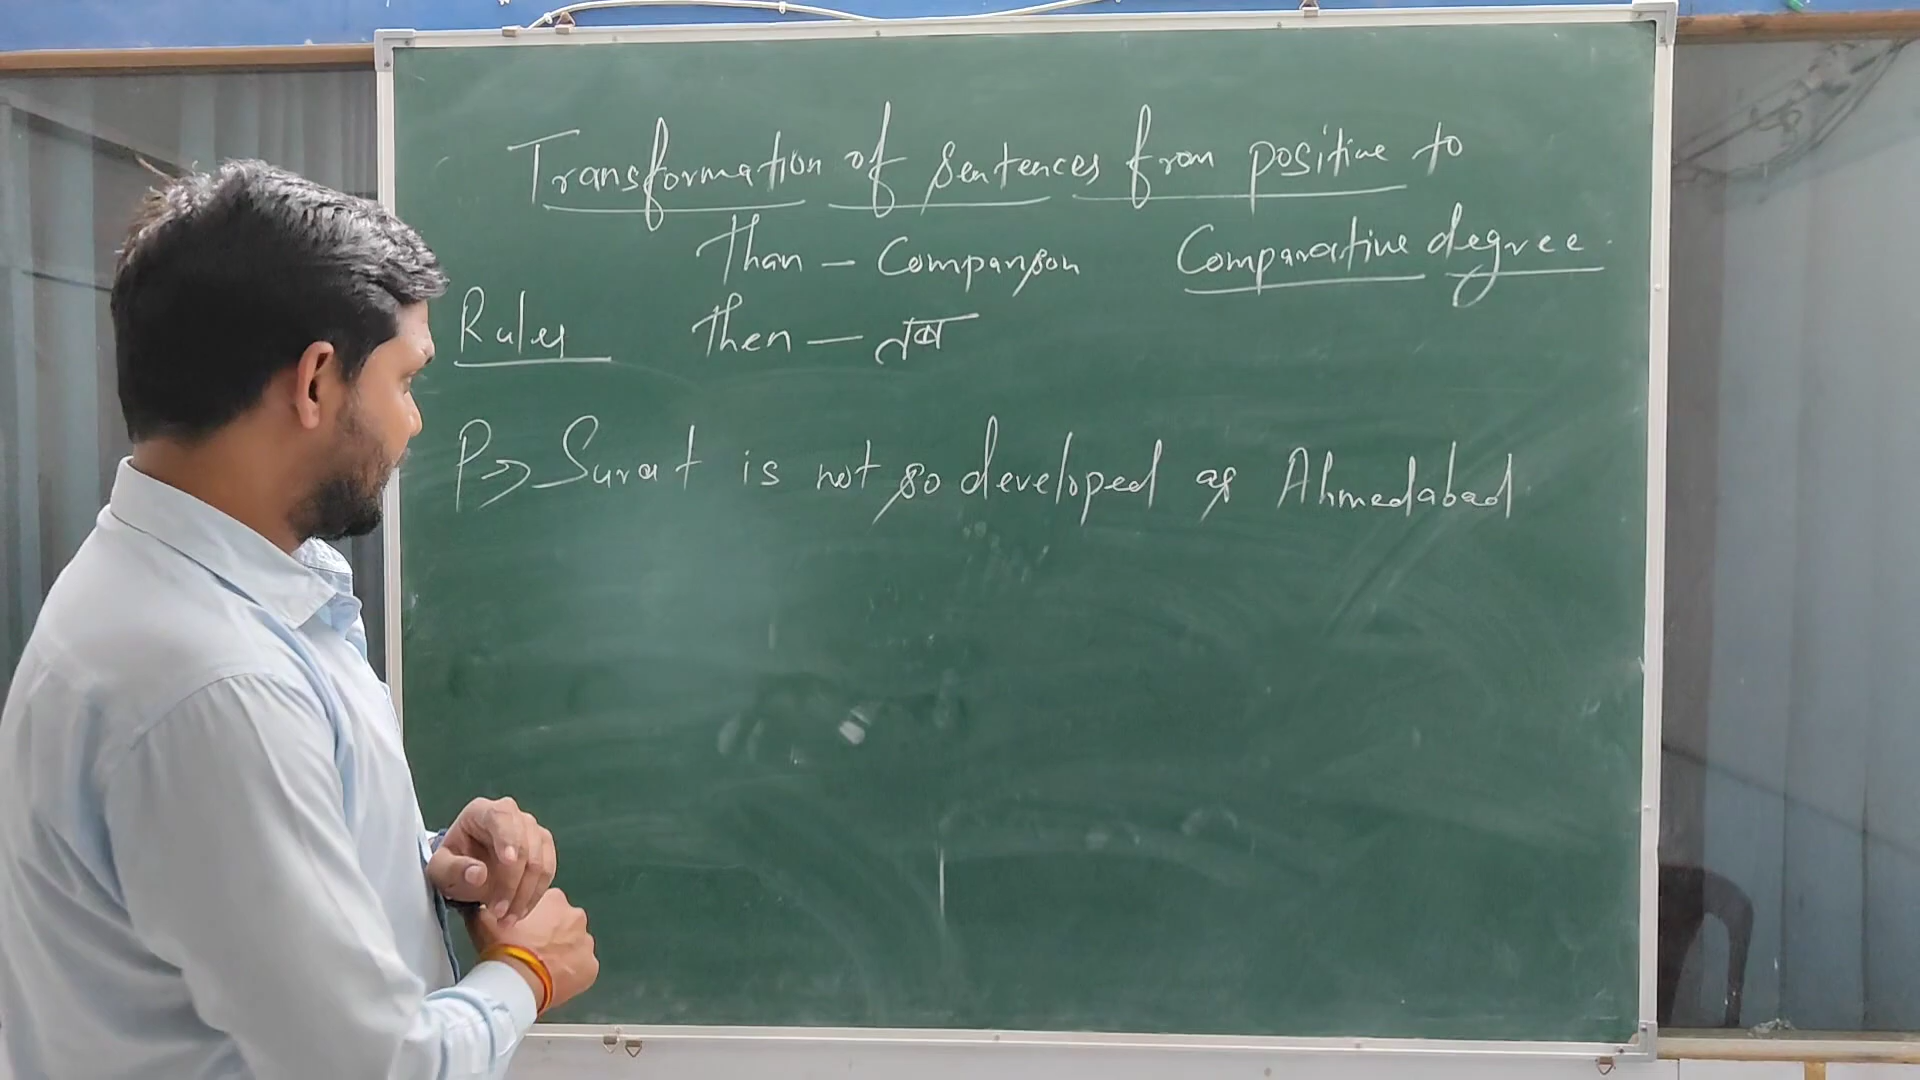 Transformation of sentences from positive to
Than – Comparison Comparative degree
Rules Then – तब
P → Surat is not so developed as Ahmedabad